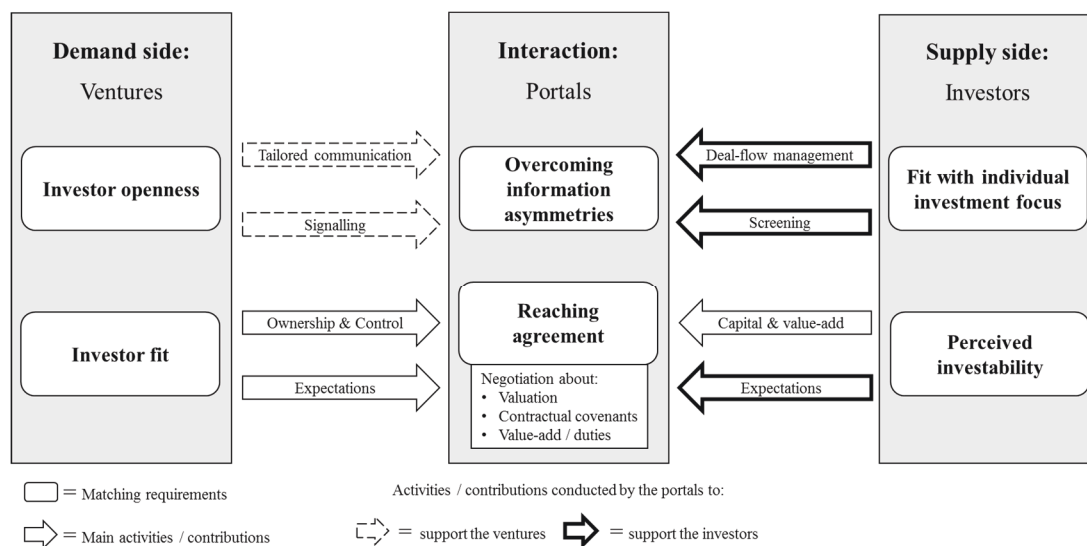 Demand side:
Ventures
Interaction:
Portals
Supply side:
Investors
Tailored communication
Deal-flow management
Investor openness
Overcoming
information
asymmetries
Fit with individual
investment focus
Signalling
Screening
Ownership & Control
Reaching
agreement
Capital & value-add
Investor fit
Perceived
investability
Expectations
Negotiation about:
• Valuation
• Contractual covenants
• Value-add / duties
Expectations
= Matching requirements
Activities / contributions conducted by the portals to:
= Main activities / contributions
= support the ventures
= support the investors